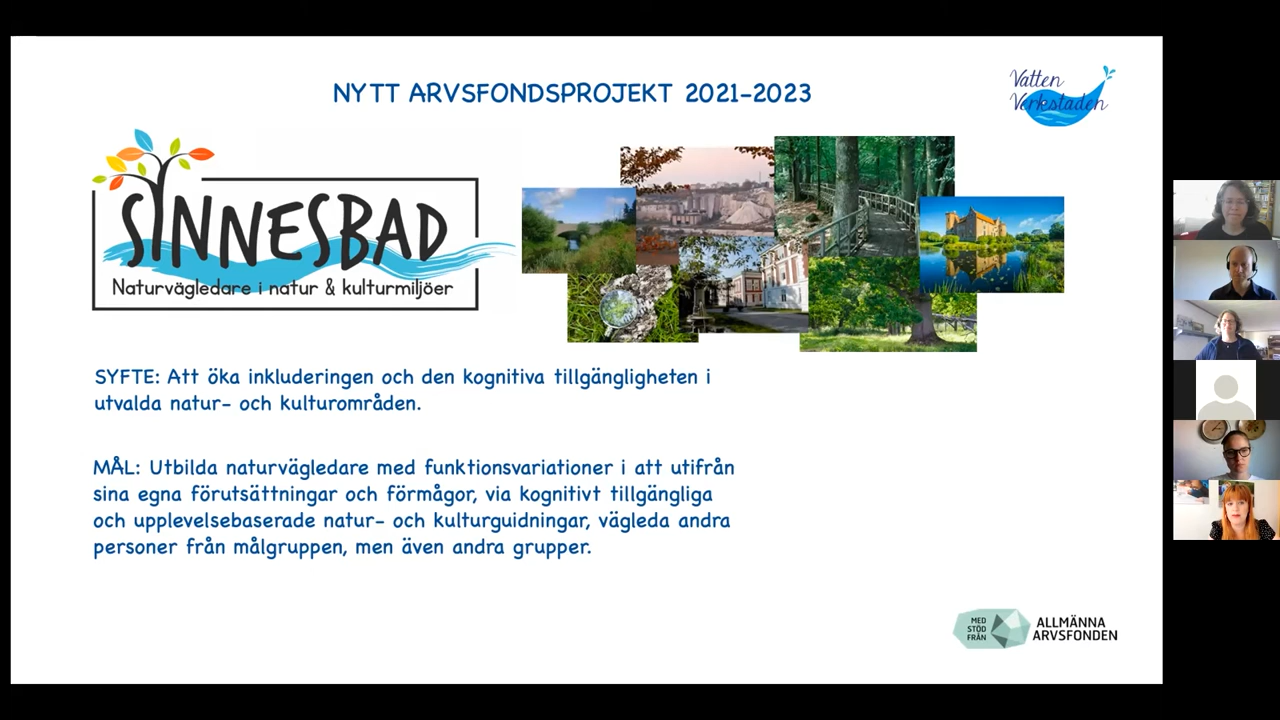 NYTT ARVSFONDSPROJEKT 2021-2023
Vatten
Verkstaden
SINNESBAD
Naturvägledare i natur & kulturmiljöer
SYFTE: Att öka inkluderingen och den kognitiva tillgängligheten i
utvalda natur- och kulturområden.
MÅL: Utbilda naturvägledare med funktionsvariationer i att utifrån
sina egna förutsättningar och förmågor, via kognitivt tillgängliga
och upplevelsebaserade natur- och kulturguidningar, vägleda andra
personer från målgruppen, men även andra grupper.
MED
STÖD
FRÅN
ALLMÄNNA
ARVSFONDEN